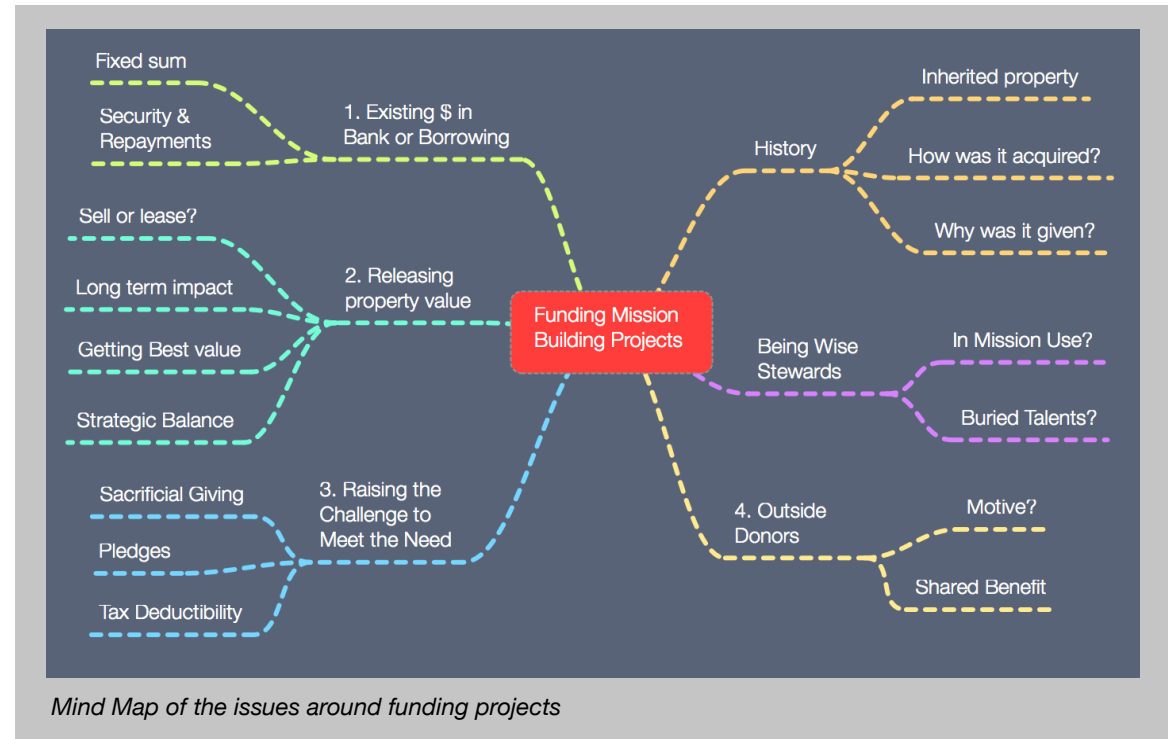 Funding Mission
Building Projects
1. Existing $ in
Bank or Borrowing
Fixed sum
Security &
Repayments
2. Releasing
property value
Sell or lease?
Long term impact
Getting Best value
Strategic Balance
3. Raising the
Challenge to
Meet the Need
Sacrificial Giving
Pledges
Tax Deductibility
History
Inherited property
How was it acquired?
Why was it given?
Being Wise
Stewards
In Mission Use?
Buried Talents?
4. Outside
Donors
Motive?
Shared Benefit
Mind Map of the issues around funding projects